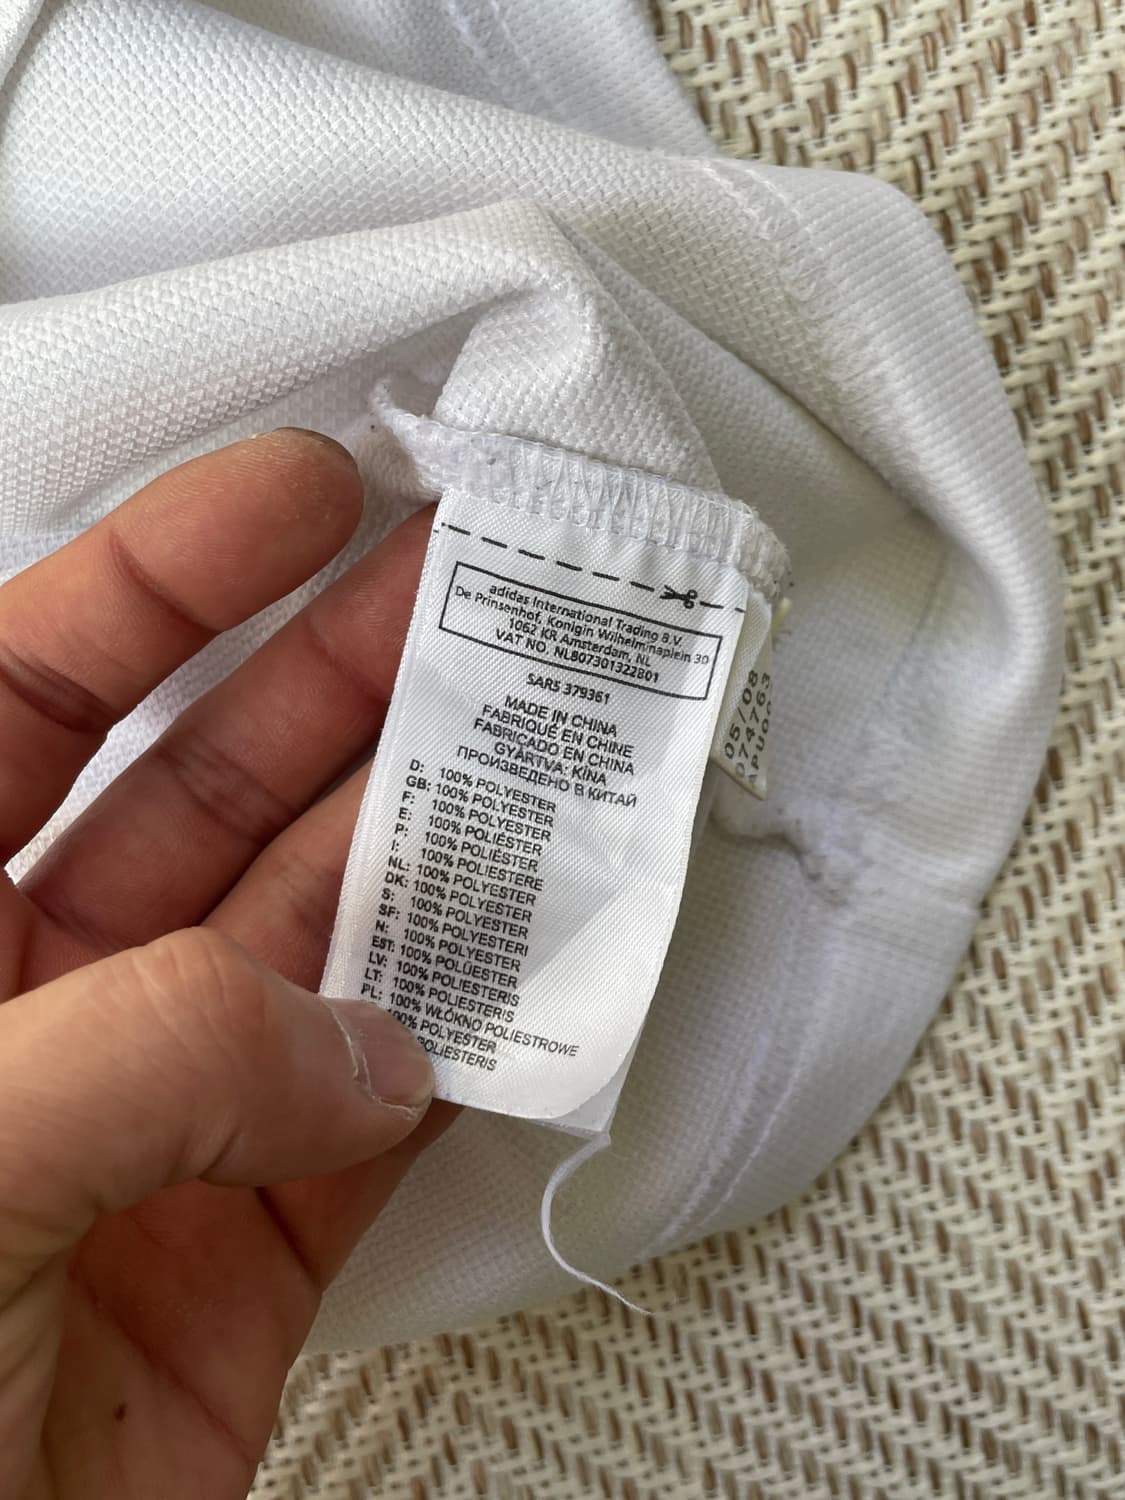 adidas International Trading B.V.
De Prinsenhof, Konigin Wilhelminaplein 30
1062 KR Amsterdam, NL
VAT NO. NL807301322B01
SARS 379361
MADE IN CHINA
FABRIQUÉ EN CHINE
FABRICADO EN CHINA
GYÁRTVA: KÍNA
ПРОИЗВЕДЕНО В КИТАЙ
D: 100% POLYESTER
GB: 100% POLYESTER
F: 100% POLYESTER
E: 100% POLIÉSTER
P: 100% POLIÉSTER
I: 100% POLIESTERE
NL: 100% POLYESTER
DK: 100% POLYESTER
S: 100% POLYESTER
SF: 100% POLYESTERI
N: 100% POLYESTER
EST: 100% POLÜESTER
LV: 100% POLIESTERIS
LT: 100% POLIESTERIS
PL: 100% WŁÓKNO POLIESTROWE
100% POLYESTER
POLIESTERIS
05/08
074763